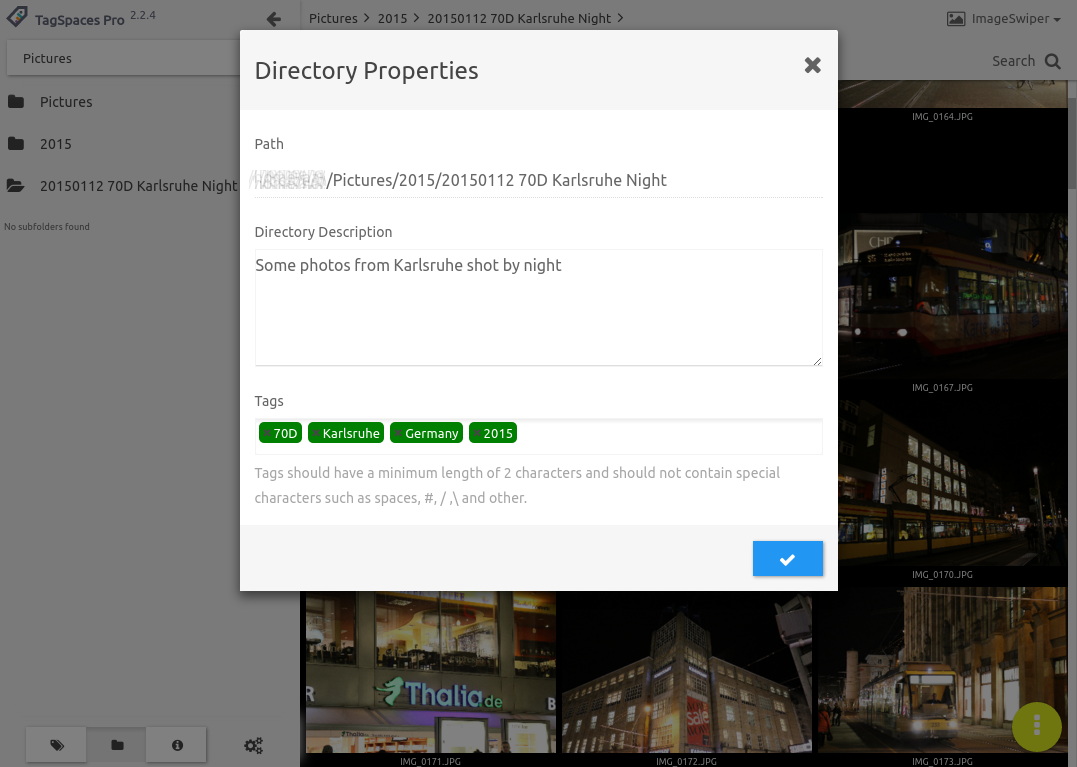 TagSpaces Pro 2.2.4
Pictures
Pictures
2015
20150112 70D Karlsruhe Night
No subfolders found
Pictures 2015 20150112 70D Karlsruhe Night
ImageSwiper
Search
Directory Properties
Path
/Pictures/2015/20150112 70D Karlsruhe Night
Directory Description
Some photos from Karlsruhe shot by night
Tags
70D Karlsruhe Germany 2015
Tags should have a minimum length of 2 characters and should not contain special
characters such as spaces, #, / ,\ and other.
IMG_0164.JPG
IMG_0167.JPG
IMG_0170.JPG
Thalia.de
sale
IMG_0171.JPG
IMG_0172.JPG
IMG_0173.JPG